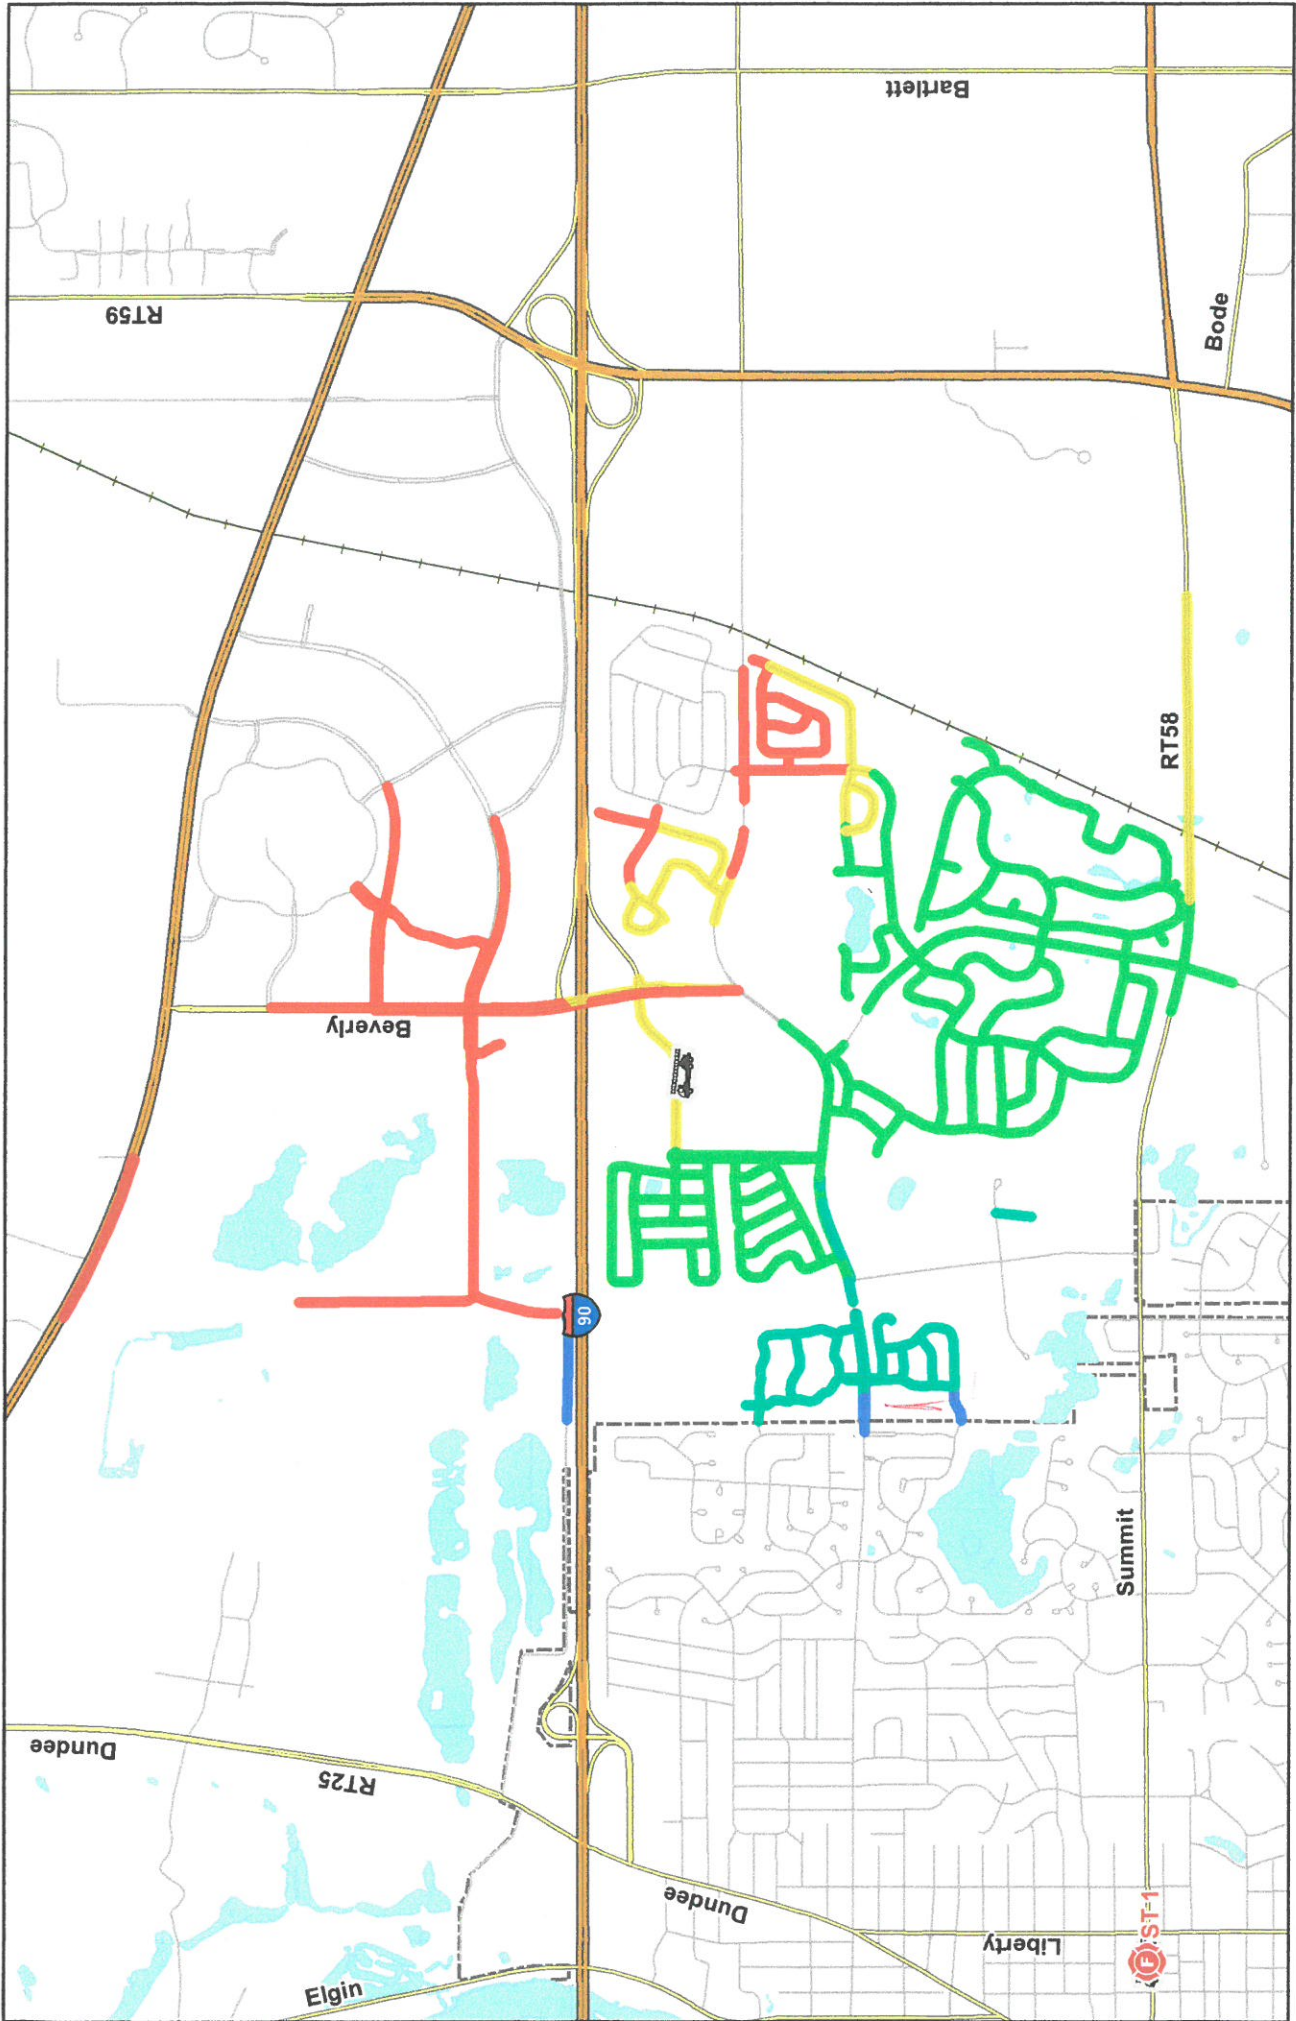 Bartlett
RT59
Bode
RT58
Beverly
90
Dundee
RT25
Summit
Dundee
Liberty
F
ST-1
Elgin